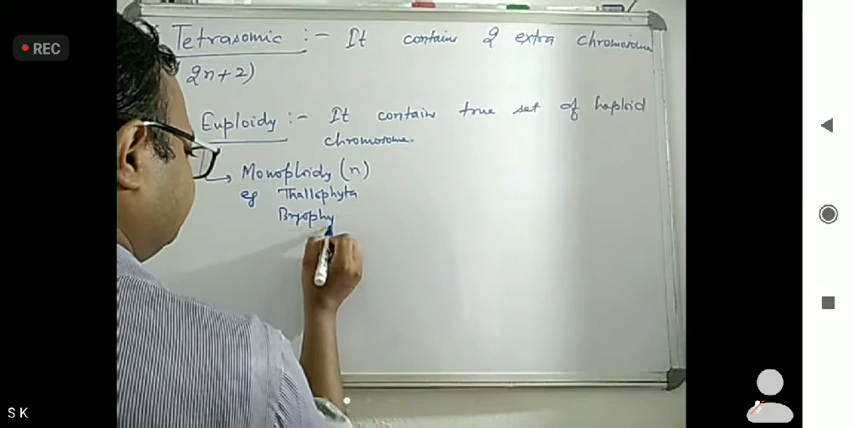 REC
Tetrasomic :- It contains 2 extra chromosome
2n+2)
Euploidy :- It contain true set of haploid
chromosome.
→ Monoploidy (n)
eg Thallophyta
Bryophy
S K